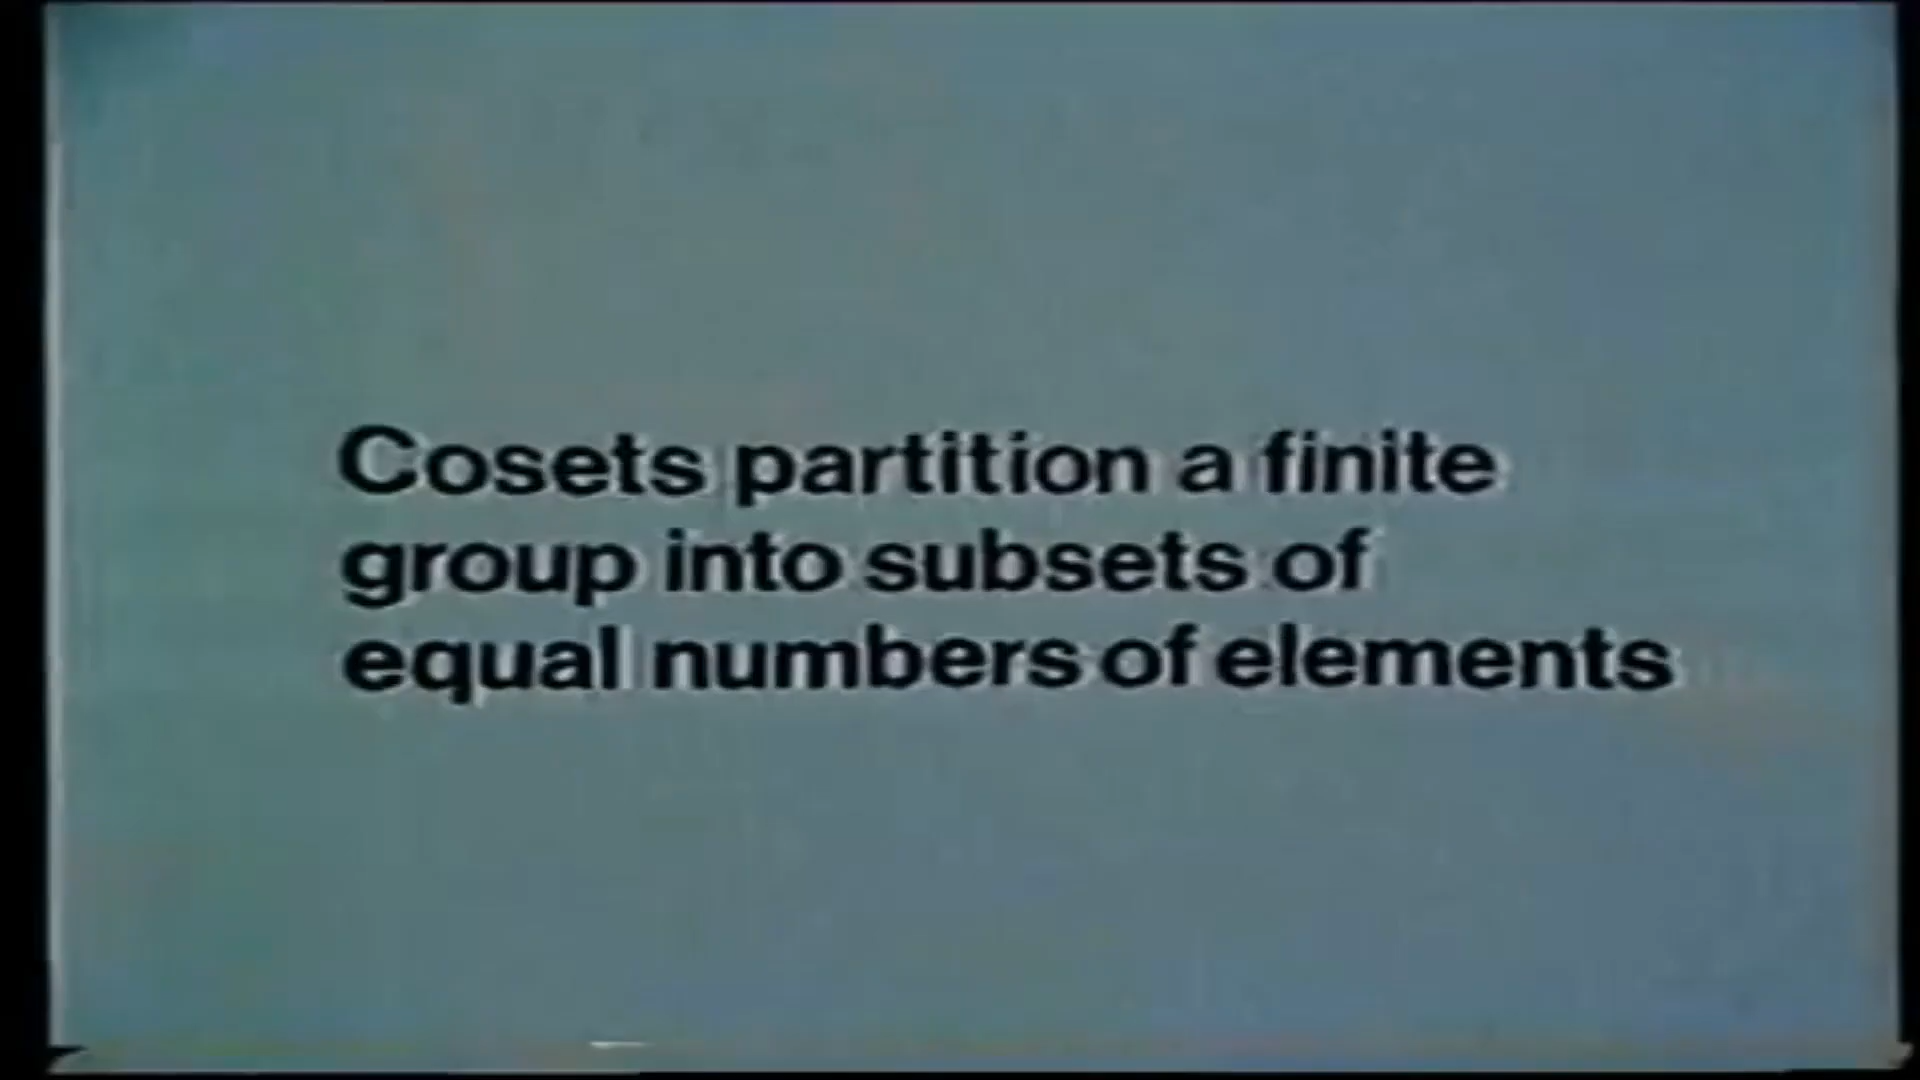 Cosets partition a finite
group into subsets of
equal numbers of elements